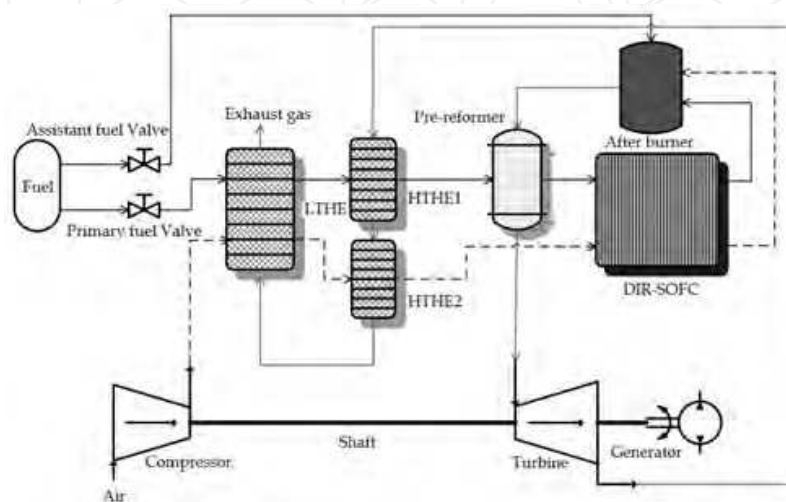 Exhaust gas
Pre-reformer
Assistant fuel Valve
After burner
Fuel
LTHE
HTHE1
Primary fuel Valve
DIR-SOFC
HTHE2
Shaft
Compressor.
Turbine
Generator
Air